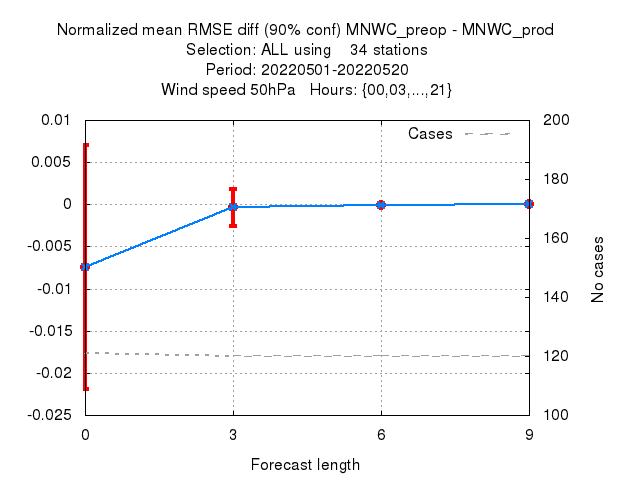 Normalized mean RMSE diff (90% conf) MNWC_preop - MNWC_prod
Selection: ALL using    34 stations
Period: 20220501-20220520
Wind speed 50hPa   Hours: {00,03,...,21}
Cases
0.01
0.005
0
-0.005
-0.01
-0.015
-0.02
-0.025
200
180
160
140
120
100
No cases
0 3 6 9
Forecast length